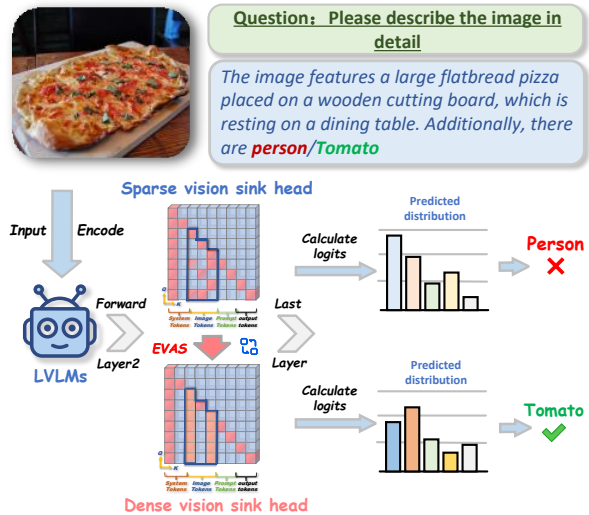 Question: Please describe the image in
detail
The image features a large flatbread pizza
placed on a wooden cutting board, which is
resting on a dining table. Additionally, there
are person/Tomato
Sparse vision sink head
Input
Encode
LVLMs
Forward
Layer2
Q
K
System
Tokens
Image
Tokens
Prompt
Tokens
output
tokens
EVAS
Last
Layer
Calculate
logits
Predicted
distribution
Person
Q
K
System
Tokens
Image
Tokens
Prompt
Tokens
output
tokens
Dense vision sink head
Calculate
logits
Predicted
distribution
Tomato